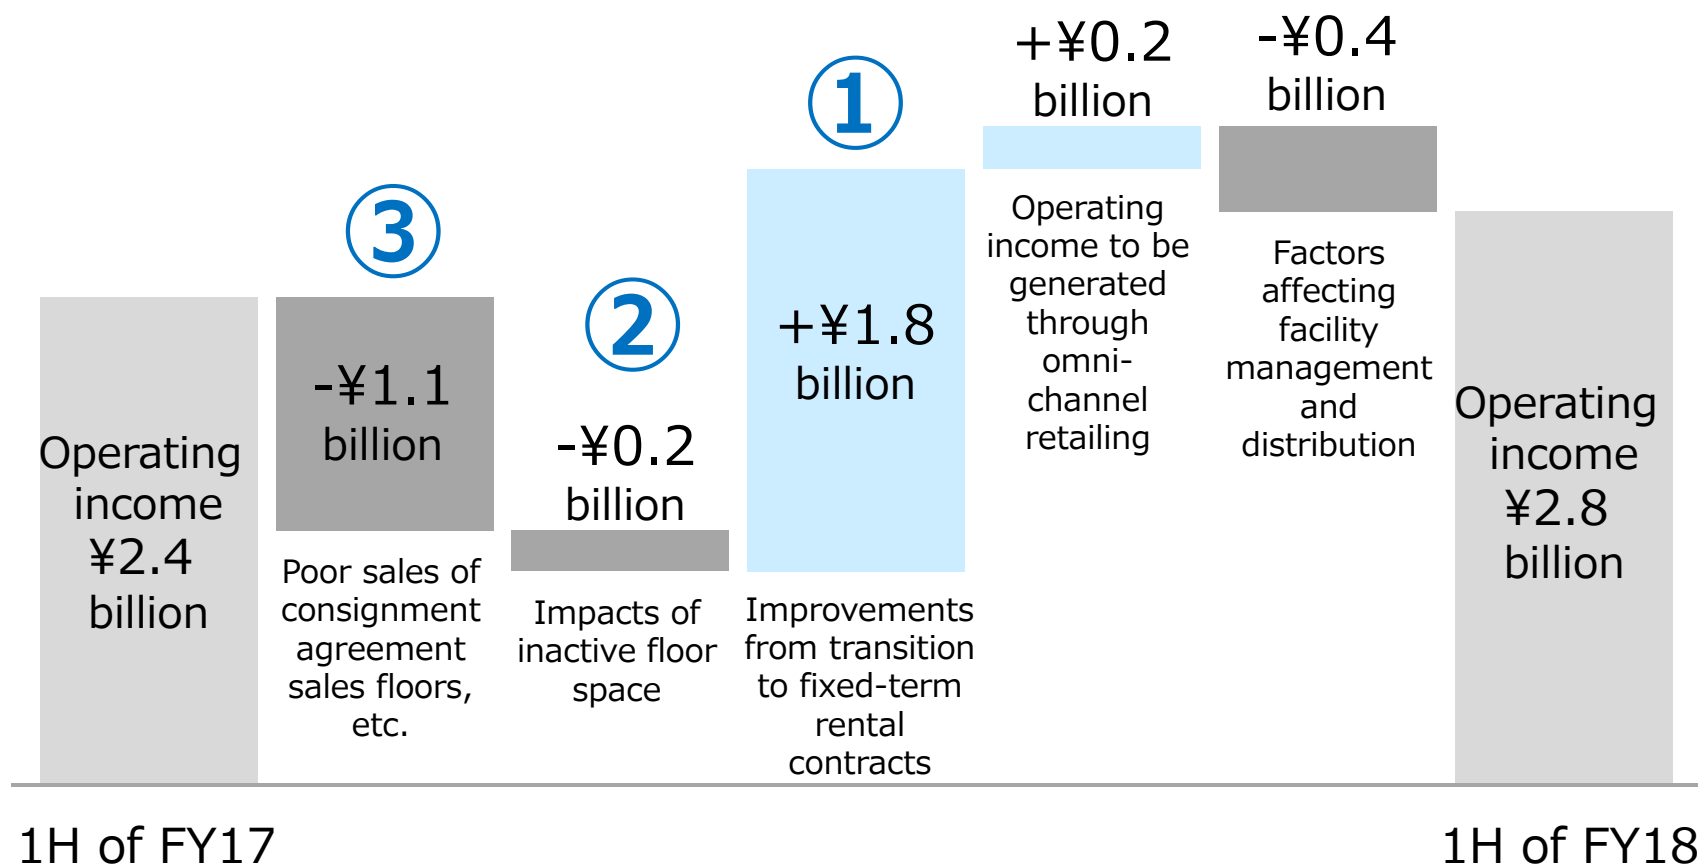 Operating
income
¥2.4
billion
③
-¥1.1
billion
Poor sales of
consignment
agreement
sales floors,
etc.
②
-¥0.2
billion
Impacts of
inactive floor
space
①
+¥1.8
billion
Improvements
from transition
to fixed-term
rental
contracts
+¥0.2
billion
Operating
income to be
generated
through
omni-
channel
retailing
-¥0.4
billion
Factors
affecting
facility
management
and
distribution
Operating
income
¥2.8
billion
1H of FY17
1H of FY18